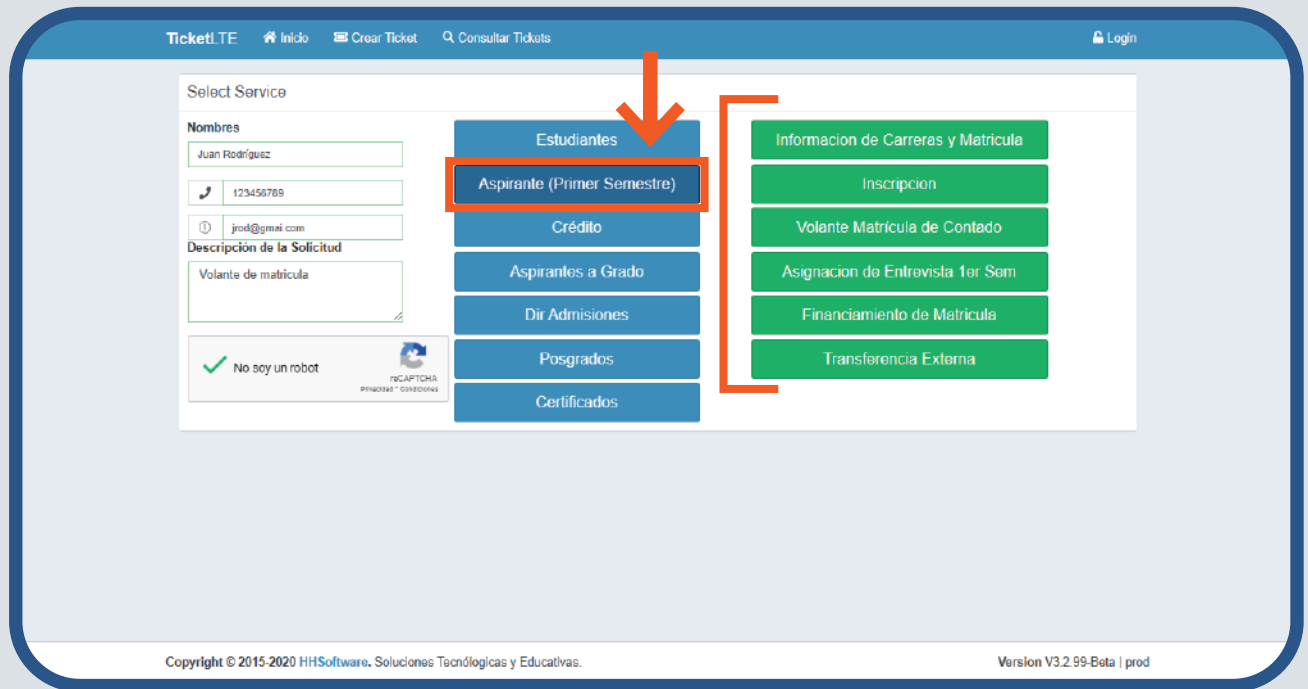 TicketLTE Inicio Crear Ticket Consultar Tickets Login
Select Service
Nombres
Juan Rodríguez
123456789
jrod@gmai.com
Descripción de la Solicitud
Volante de matricula
No soy un robot
reCAPTCHA
Privacidad - Condiciones
Estudiantes
Aspirante (Primer Semestre)
Crédito
Aspirantes a Grado
Dir Admisiones
Posgrados
Certificados
Informacion de Carreras y Matricula
Inscripcion
Volante Matrícula de Contado
Asignacion de Entrevista 1er Sem
Financiamiento de Matricula
Transferencia Externa
Copyright © 2015-2020 HHSoftware. Soluciones Tecnólogicas y Educativas.
Version V3.2.99-Beta | prod